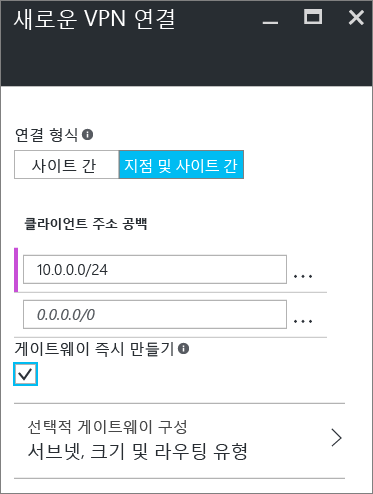 새로운 VPN 연결
연결 형식
사이트 간 지점 및 사이트 간
클라이언트 주소 공백
10.0.0.0/24 ...
0.0.0.0/0 ...
게이트웨이 즉시 만들기
선택적 게이트웨이 구성
서브넷, 크기 및 라우팅 유형